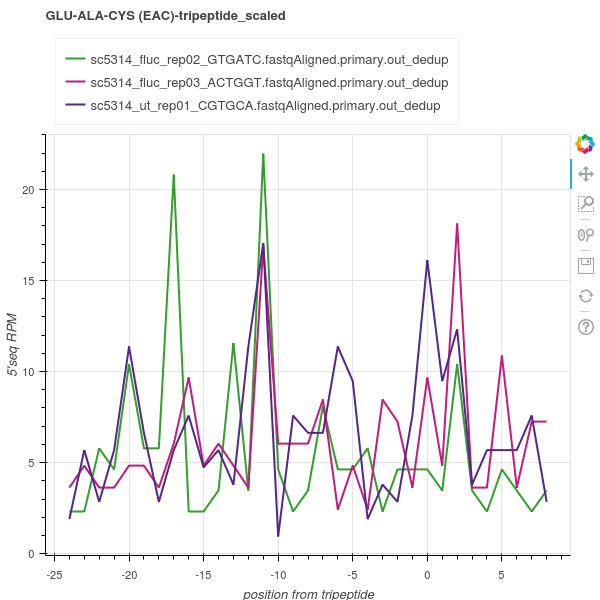 GLU-ALA-CYS (EAC)-tripeptide_scaled
sc5314_fluc_rep02_GTGATC.fastqAligned.primary.out_dedup
sc5314_fluc_rep03_ACTGGT.fastqAligned.primary.out_dedup
sc5314_ut_rep01_CGTGCA.fastqAligned.primary.out_dedup
20
15
10
5
0
5'seq RPM
-25 -20 -15 -10 -5 0 5
position from tripeptide